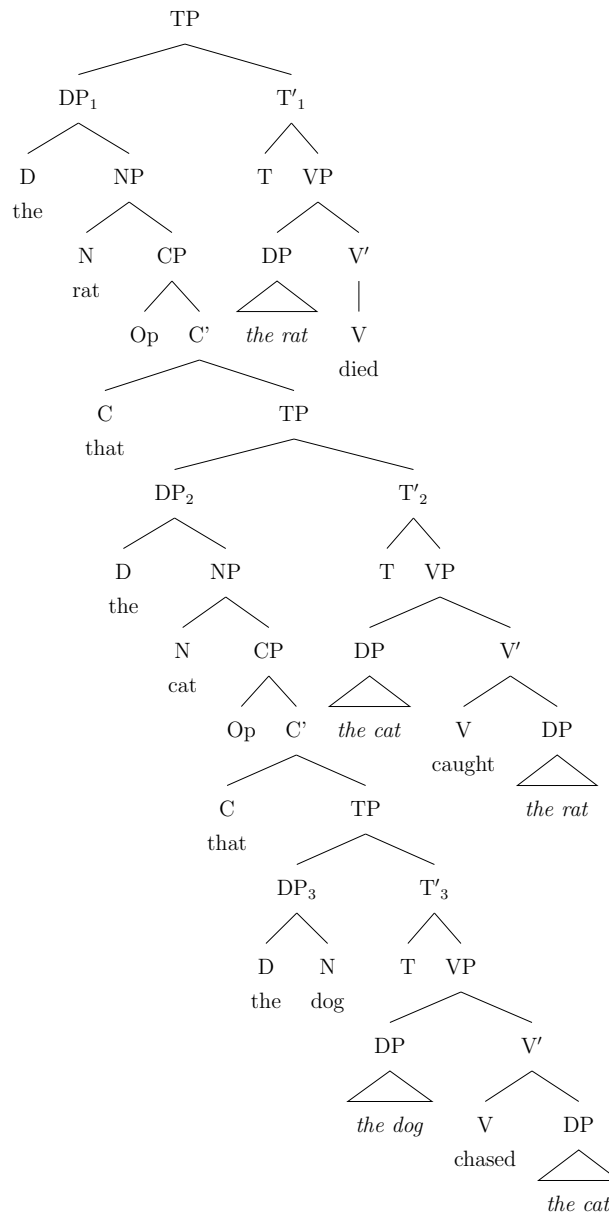 TP
DP₁ T′₁
D NP T VP
the
N CP DP V′
rat
Op C' the rat V
died
C TP
that
DP₂ T′₂
D NP T VP
the
N CP DP V′
cat
Op C' the cat V DP
caught
the rat
C TP
that
DP₃ T′₃
D N T VP
the dog
DP V′
the dog V DP
chased
the cat